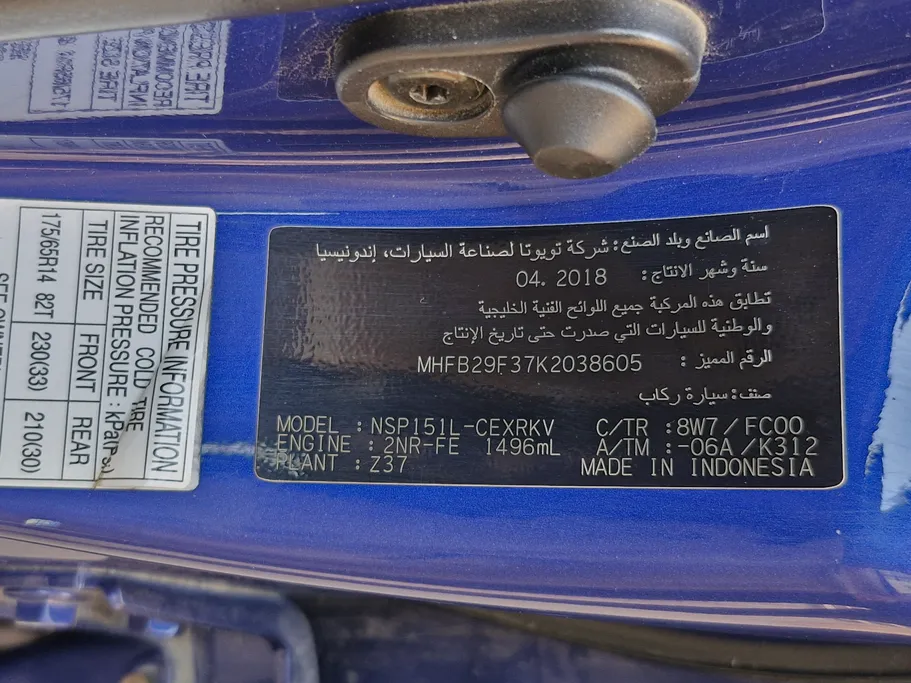 اسم الصانع وبلد الصنع: شركة تويوتا لصناعة السيارات، إندونيسيا
سنة وشهر الانتاج: 04. 2018
تطابق هذه المركبة جميع اللوائح الفنية الخليجية
والوطنية للسيارات التي صدرت حتى تاريخ الإنتاج
الرقم المميز: MHFB29F37K2038605
صنف: سيارة ركاب
MODEL : NSP151L-CEXRKV C/TR : 8W7 / FC00
ENGINE : 2NR-FE 1496mL A/TM : -06A / K312
PLANT : Z37 MADE IN INDONESIA
TIRE PRESSURE INFORMATION
RECOMMENDED COLD TIRE
INFLATION PRESSURE : kPa(PSI)
TIRE SIZE FRONT REAR
175/65R14 82T 230(33) 210(30)